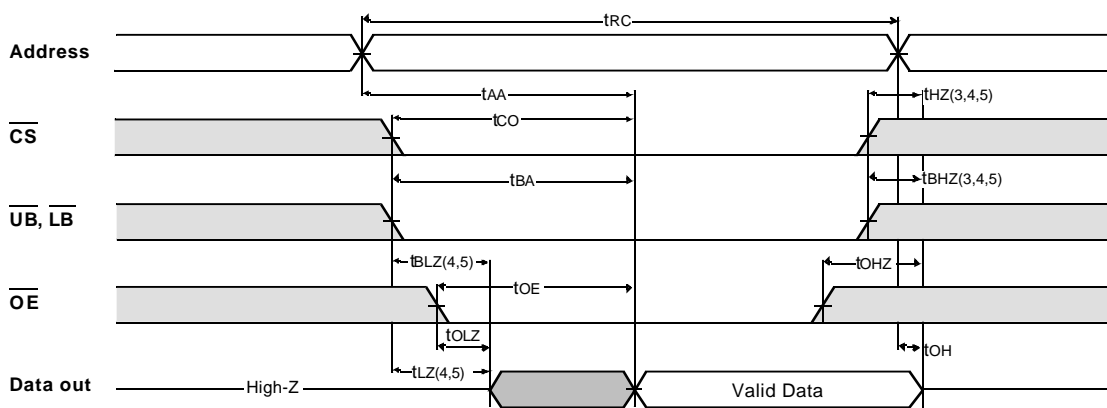 tRC
Address
tAA
tHZ(3,4,5)
CS
tCO
tBA
tBHZ(3,4,5)
UB, LB
tBLZ(4,5)
tOHZ
OE
tOE
tOLZ
tOH
tLZ(4,5)
Data out
High-Z
Valid Data